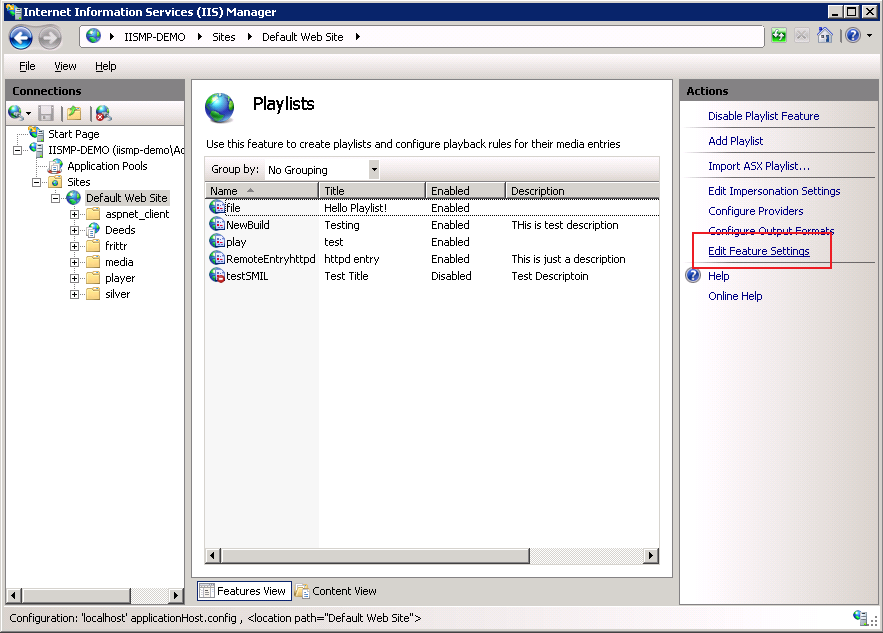 Internet Information Services (IIS) Manager
IISMP-DEMO Sites Default Web Site
File View Help
Connections
Start Page
IISMP-DEMO (iismp-demo\Ad
Application Pools
Sites
Default Web Site
aspnet_client
Deeds
frittr
media
player
silver
Playlists
Use this feature to create playlists and configure playback rules for their media entries
Group by: No Grouping
Name Title Enabled Description
file Hello Playlist! Enabled
NewBuild Testing Enabled THis is test description
play test Enabled
RemoteEntryhttpd httpd entry Enabled This is just a description
testSMIL Test Title Disabled Test Descriptoin
Features View Content View
Actions
Disable Playlist Feature
Add Playlist
Import ASX Playlist...
Edit Impersonation Settings
Configure Providers
Configure Output Formats
Edit Feature Settings
Help
Online Help
Configuration: 'localhost' applicationHost.config , <location path="Default Web Site">